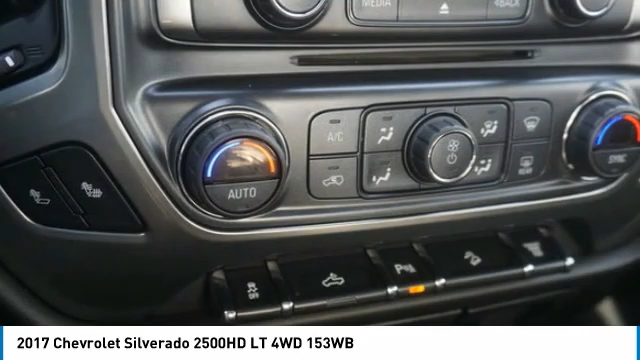 MEDIA
BACK
A/C
AUTO
REAR
SYNC
2017 Chevrolet Silverado 2500HD LT 4WD 153WB